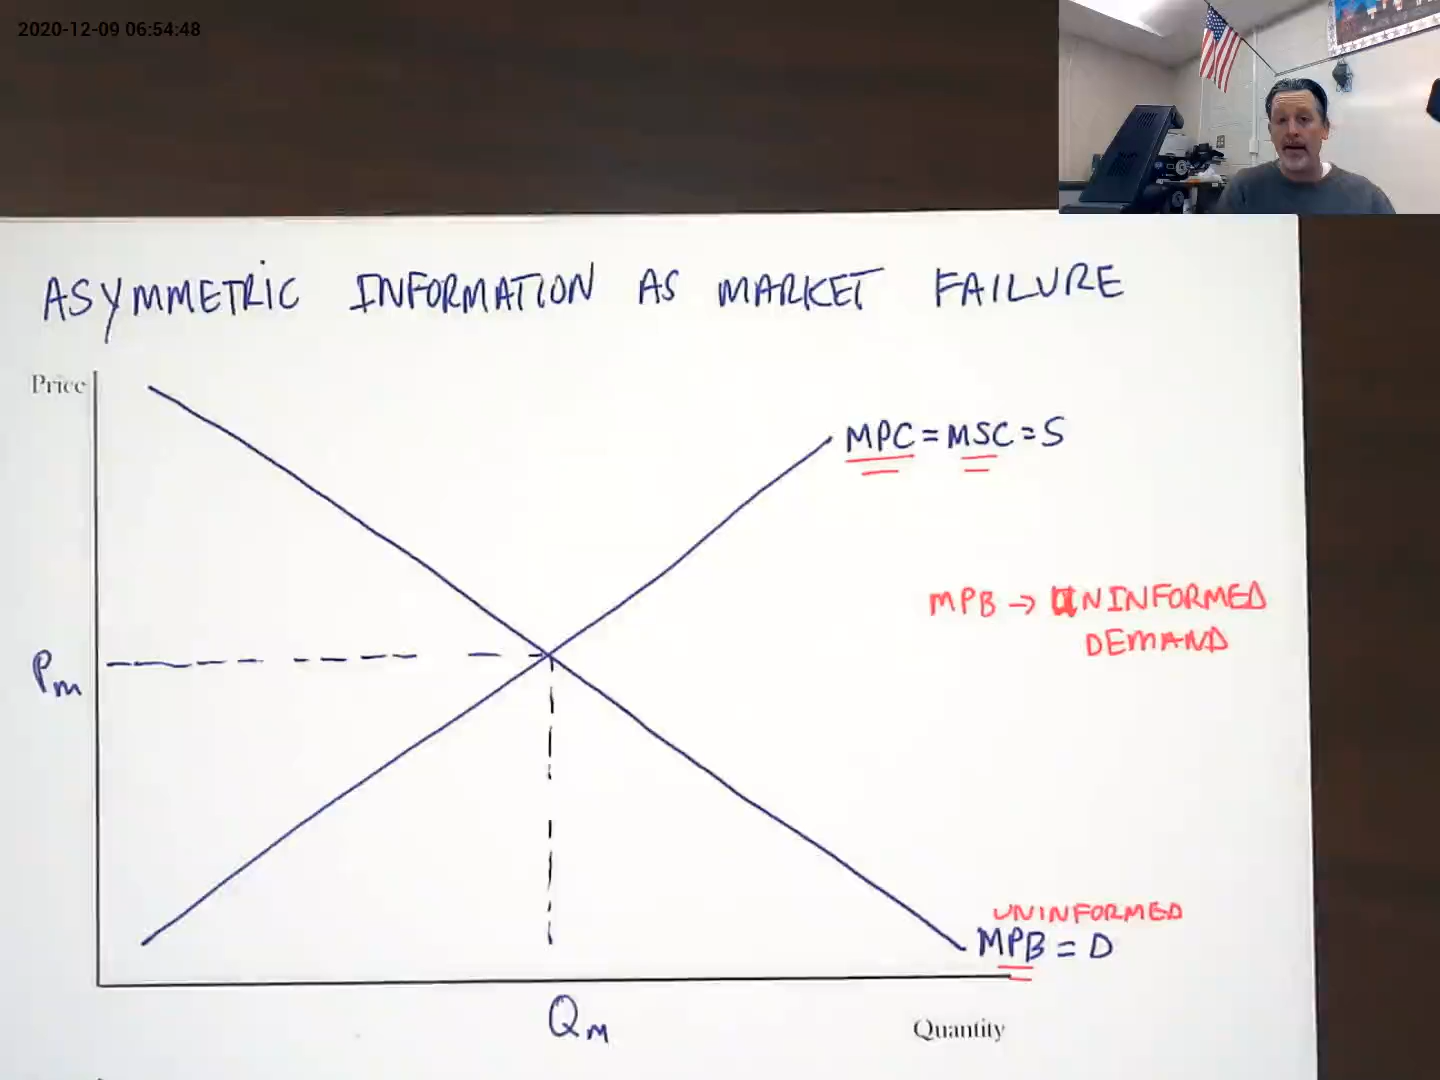 2020-12-09 06:54:48
ASYMMETRIC INFORMATION AS MARKET FAILURE
Price
MPC = MSC = S
MPB → UNINFORMED
DEMAND
Pm
UNINFORMED
MPB = D
Qm
Quantity